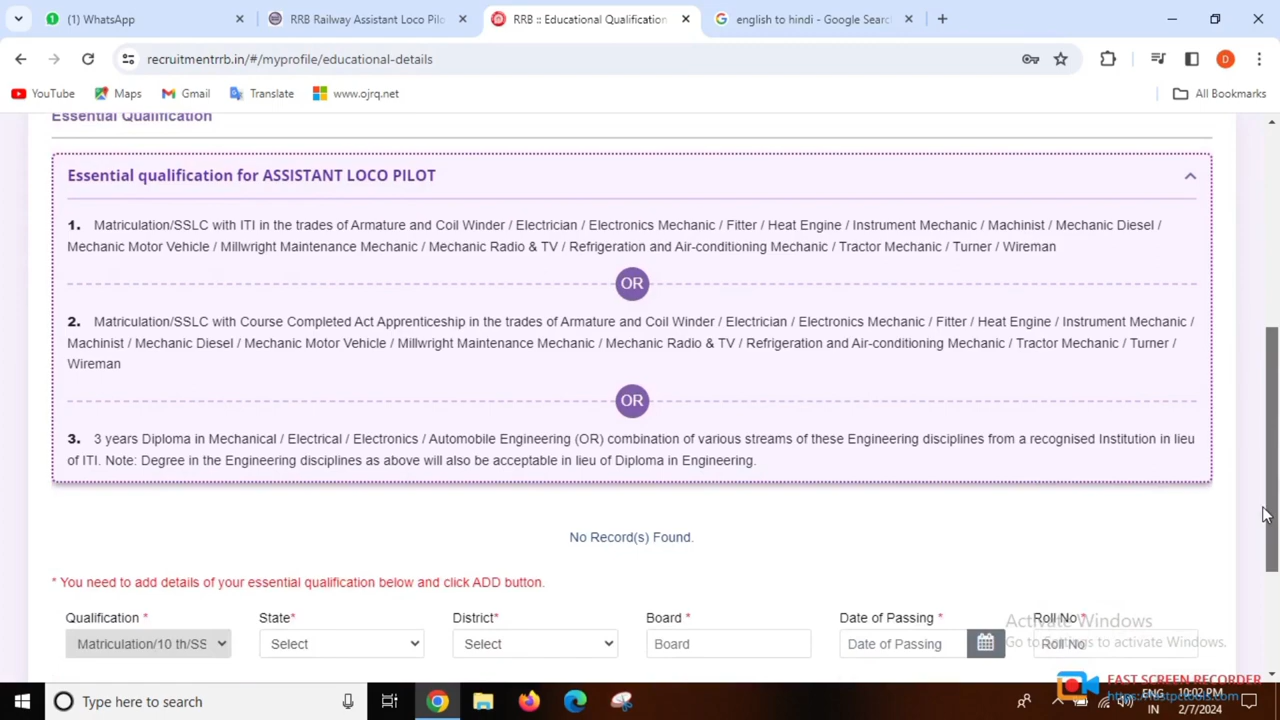 (1) WhatsApp
RRB Railway Assistant Loco Pilo
RRB :: Educational Qualification
english to hindi - Google Searc
recruitmentrrb.in/#/myprofile/educational-details
D
YouTube
Maps
Gmail
Translate
www.ojrq.net
All Bookmarks
Essential Qualification
Essential qualification for ASSISTANT LOCO PILOT
1. Matriculation/SSLC with ITI in the trades of Armature and Coil Winder / Electrician / Electronics Mechanic / Fitter / Heat Engine / Instrument Mechanic / Machinist / Mechanic Diesel /
Mechanic Motor Vehicle / Millwright Maintenance Mechanic / Mechanic Radio & TV / Refrigeration and Air-conditioning Mechanic / Tractor Mechanic / Turner / Wireman
OR
2. Matriculation/SSLC with Course Completed Act Apprenticeship in the trades of Armature and Coil Winder / Electrician / Electronics Mechanic / Fitter / Heat Engine / Instrument Mechanic /
Machinist / Mechanic Diesel / Mechanic Motor Vehicle / Millwright Maintenance Mechanic / Mechanic Radio & TV / Refrigeration and Air-conditioning Mechanic / Tractor Mechanic / Turner /
Wireman
OR
3. 3 years Diploma in Mechanical / Electrical / Electronics / Automobile Engineering (OR) combination of various streams of these Engineering disciplines from a recognised Institution in lieu
of ITI. Note: Degree in the Engineering disciplines as above will also be acceptable in lieu of Diploma in Engineering.
No Record(s) Found.
* You need to add details of your essential qualification below and click ADD button.
Qualification * State* District* Board * Date of Passing * Roll No *
Matriculation/10 th/SS Select Select Board Date of Passing Roll No
Activate Windows
Go to Settings to activate Windows.
FAST SCREEN RECORDER
https://fastpctools.com
Type here to search
ENG 10:02 PM
IN 2/7/2024